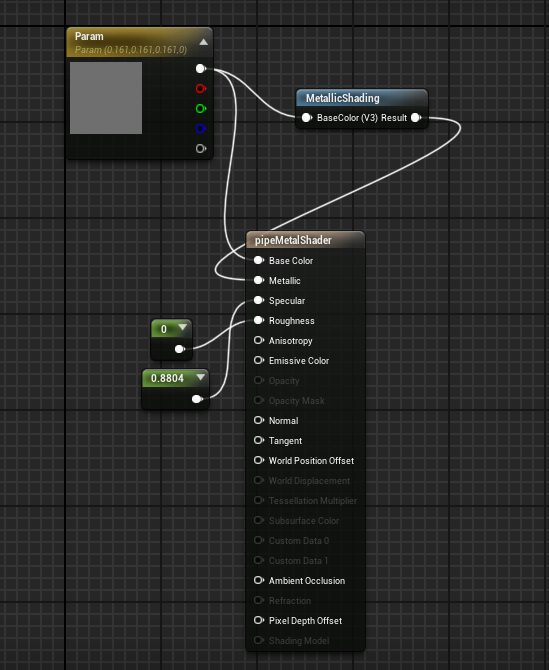 Param
Param (0.161,0.161,0.161,0)
MetallicShading
BaseColor (V3) Result
pipeMetalShader
Base Color
Metallic
Specular
Roughness
Anisotropy
Emissive Color
Opacity
Opacity Mask
Normal
Tangent
World Position Offset
World Displacement
Tessellation Multiplier
Subsurface Color
Custom Data 0
Custom Data 1
Ambient Occlusion
Refraction
Pixel Depth Offset
Shading Model
0
0.8804